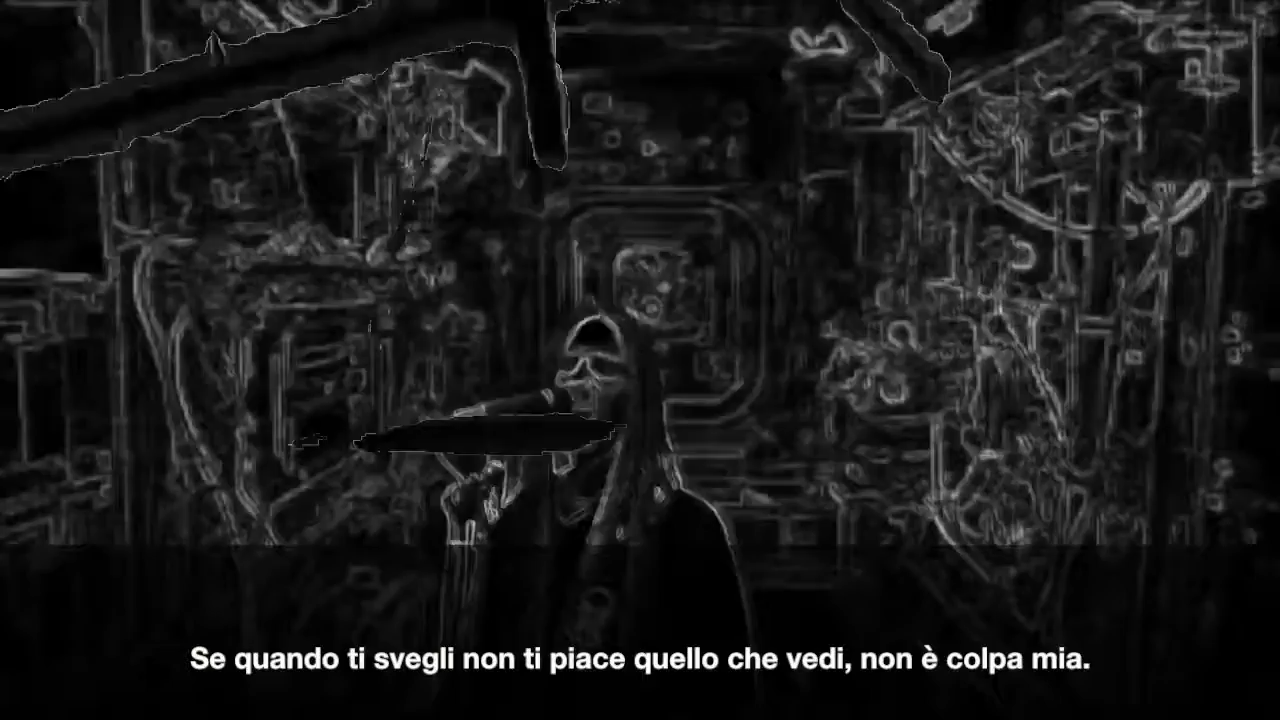 Se quando ti svegli non ti piace quello che vedi, non è colpa mia.